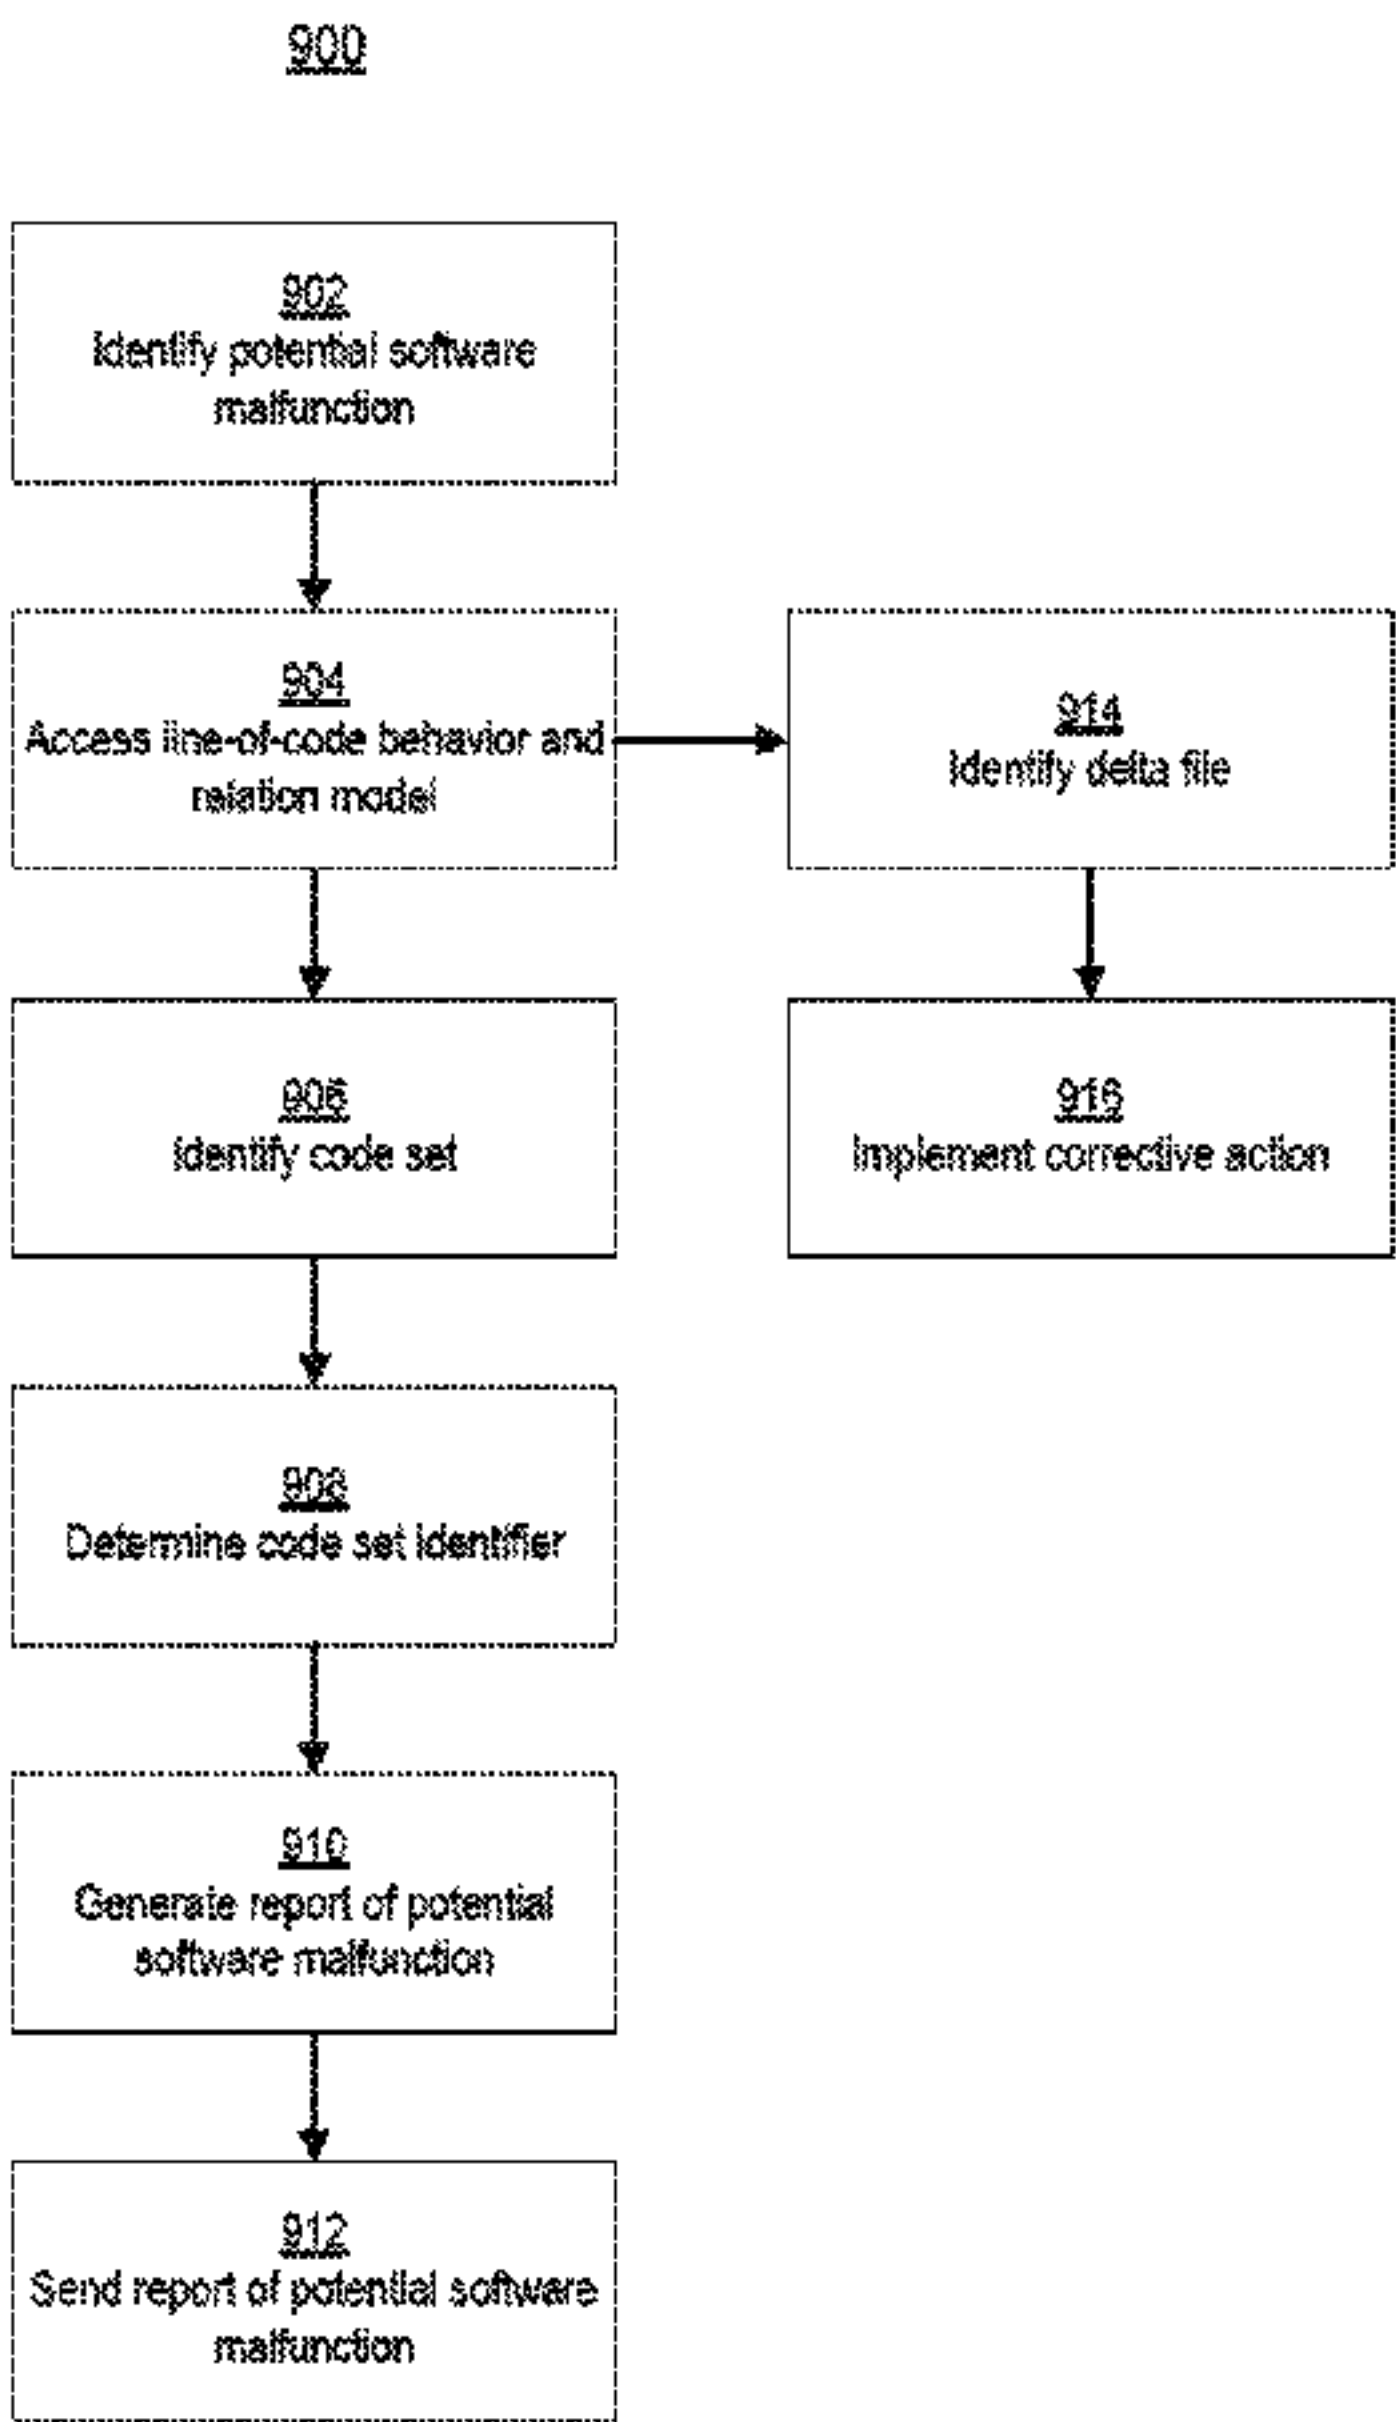 900
902
Identify potential software
malfunction
904
Access line-of-code behavior and
relation model
914
Identify delta file
906
Identify code set
916
Implement corrective action
908
Determine code set identifier
910
Generate report of potential
software malfunction
912
Send report of potential software
malfunction